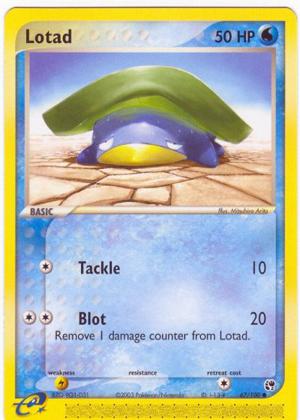 Lotad 50 HP
BASIC
Illus. Mitsuhiro Arita
Tackle 10
Blot 20
Remove 1 damage counter from Lotad.
weakness resistance retreat cost
©2003 Pokémon/Nintendo
67/100
e